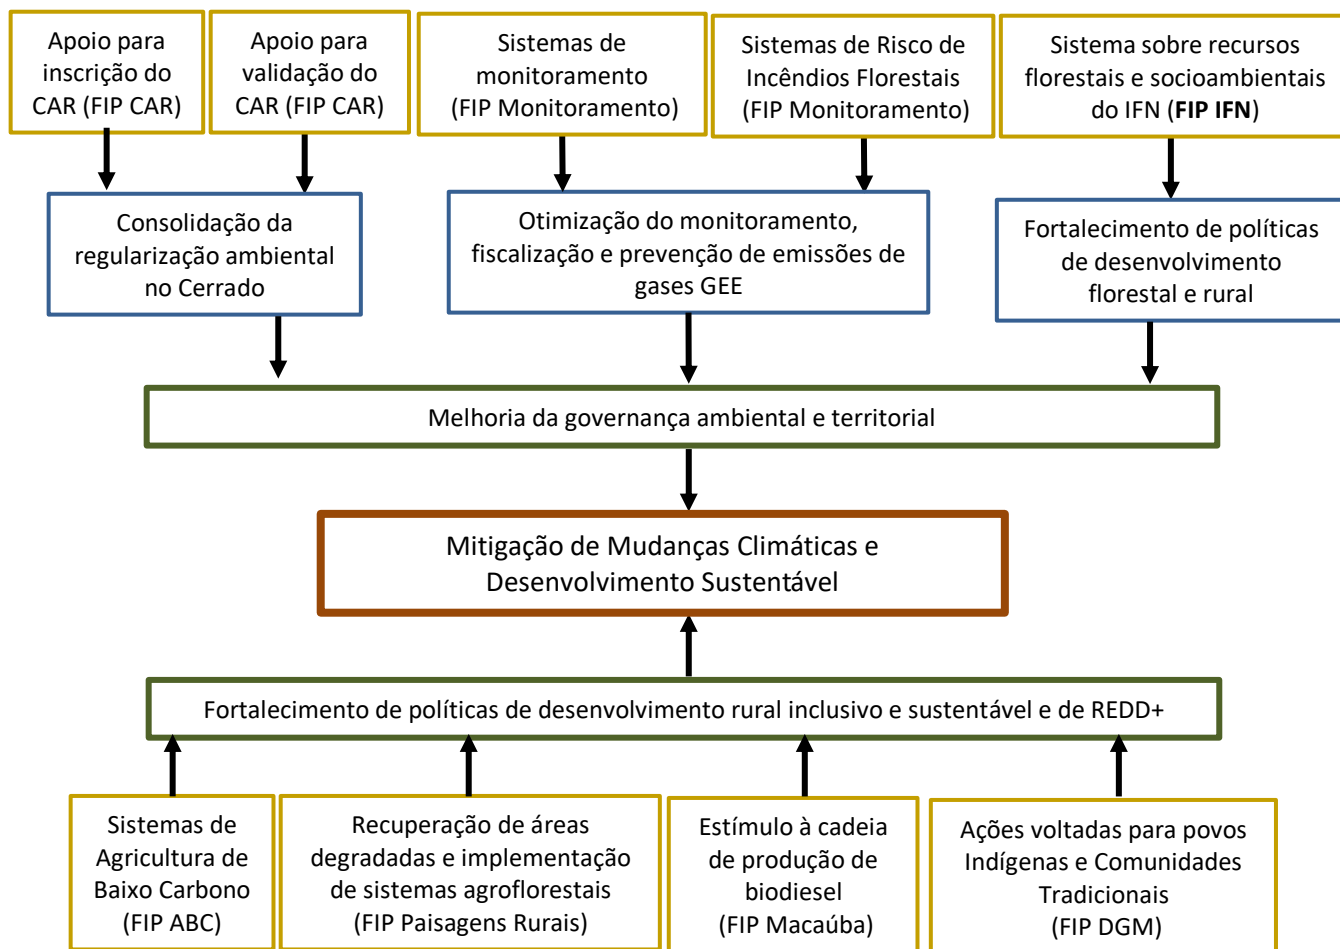 Apoio para
inscrição do
CAR (FIP CAR)
Apoio para
validação do
CAR (FIP CAR)
Sistemas de
monitoramento
(FIP Monitoramento)
Sistemas de Risco de
Incêndios Florestais
(FIP Monitoramento)
Sistema sobre recursos
florestais e socioambientais
do IFN (FIP IFN)
Consolidação da
regularização ambiental
no Cerrado
Otimização do monitoramento,
fiscalização e prevenção de emissões de
gases GEE
Fortalecimento de políticas
de desenvolvimento
florestal e rural
Melhoria da governança ambiental e territorial
Mitigação de Mudanças Climáticas e
Desenvolvimento Sustentável
Fortalecimento de políticas de desenvolvimento rural inclusivo e sustentável e de REDD+
Sistemas de
Agricultura de
Baixo Carbono
(FIP ABC)
Recuperação de áreas
degradadas e implementação
de sistemas agroflorestais
(FIP Paisagens Rurais)
Estímulo à cadeia
de produção de
biodiesel
(FIP Macaúba)
Ações voltadas para povos
Indígenas e Comunidades
Tradicionais
(FIP DGM)